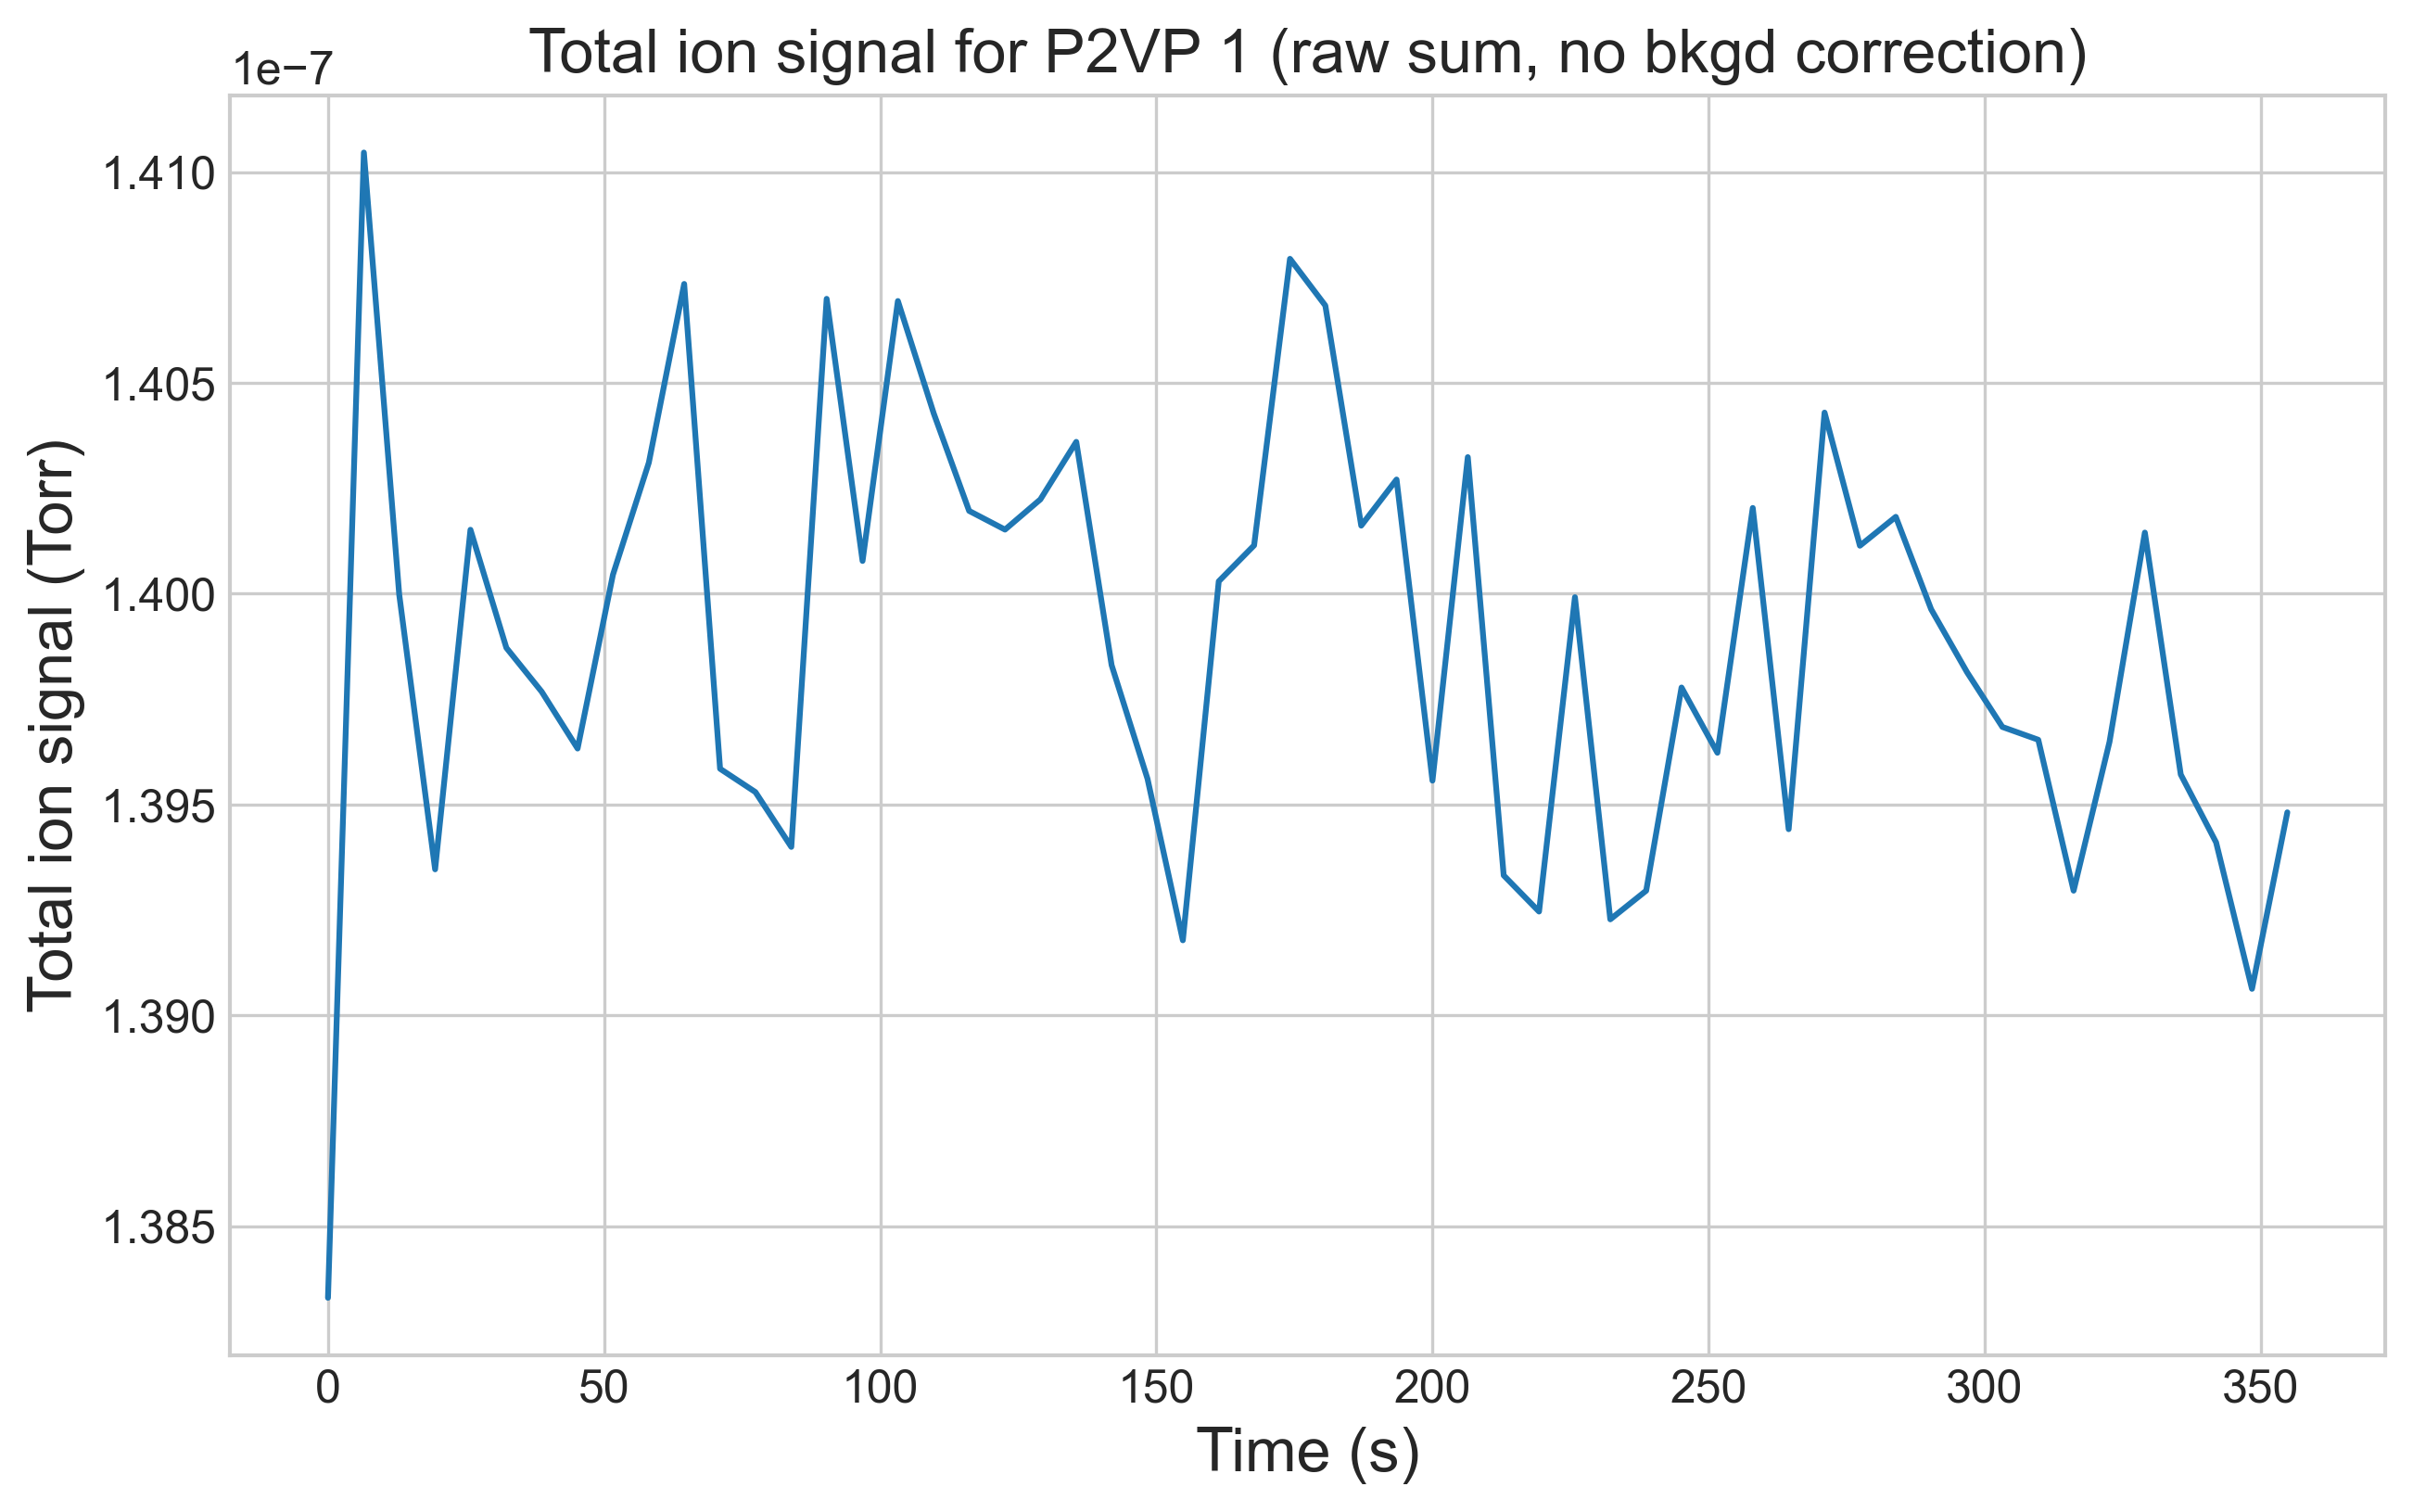 Total ion signal for P2VP 1 (raw sum, no bkgd correction)
1e−7
1.410
1.405
1.400
1.395
1.390
1.385
Total ion signal (Torr)
0 50 100 150 200 250 300 350
Time (s)